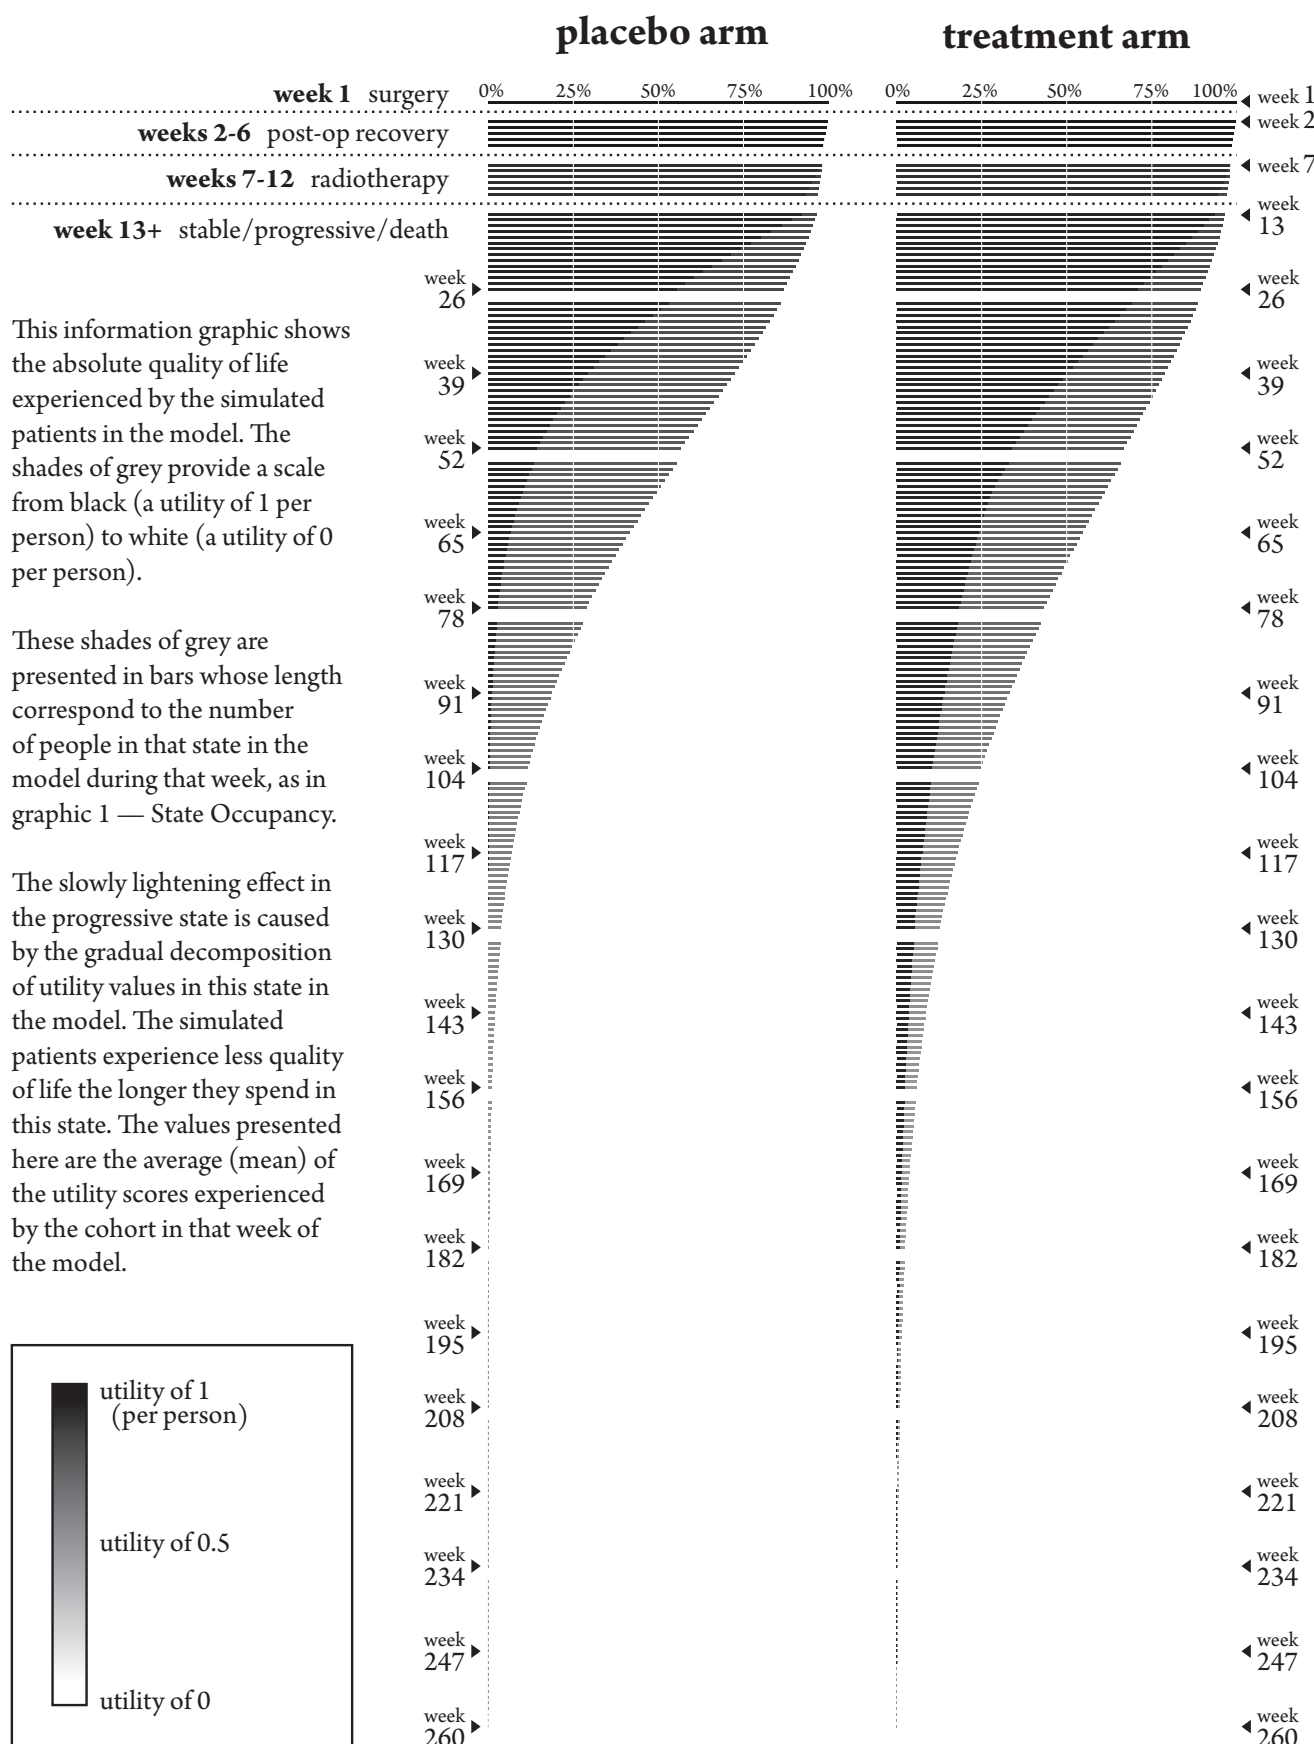 placebo arm
treatment arm
0% 25% 50% 75% 100%
0% 25% 50% 75% 100%
week 1 surgery
weeks 2-6 post-op recovery
weeks 7-12 radiotherapy
week 13+ stable/progressive/death
week 1
week 2
week 7
week
13
week
26
week
26
This information graphic shows
the absolute quality of life
experienced by the simulated
patients in the model. The
shades of grey provide a scale
from black (a utility of 1 per
person) to white (a utility of 0
per person).
These shades of grey are
presented in bars whose length
correspond to the number
of people in that state in the
model during that week, as in
graphic 1 — State Occupancy.
The slowly lightening effect in
the progressive state is caused
by the gradual decomposition
of utility values in this state in
the model. The simulated
patients experience less quality
of life the longer they spend in
this state. The values presented
here are the average (mean) of
the utility scores experienced
by the cohort in that week of
the model.
week
39
week
39
week
52
week
52
week
65
week
65
week
78
week
78
week
91
week
91
week
104
week
104
week
117
week
117
week
130
week
130
week
143
week
143
week
156
week
156
week
169
week
169
week
182
week
182
week
195
week
195
week
208
week
208
week
221
week
221
week
234
week
234
week
247
week
247
week
260
week
260
utility of 1
(per person)
utility of 0.5
utility of 0